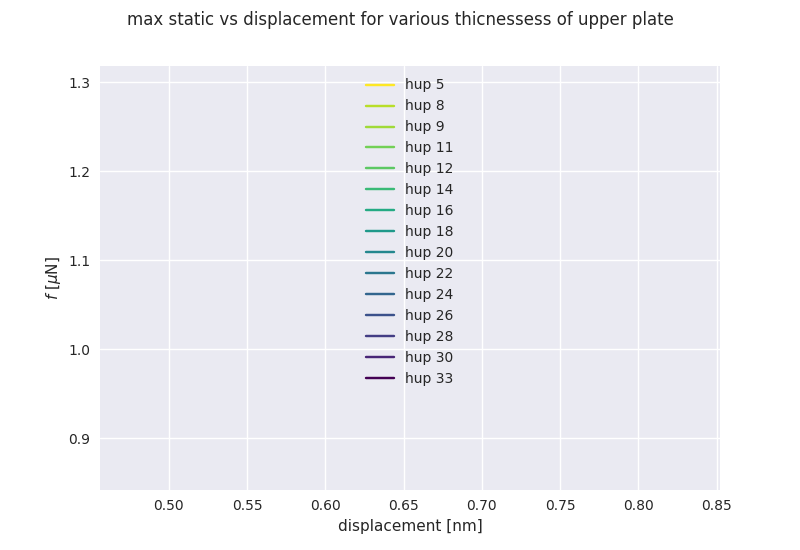 max static vs displacement for various thicnessess of upper plate
1.3
1.2
1.1
1.0
0.9
f [μN]
hup 5
hup 8
hup 9
hup 11
hup 12
hup 14
hup 16
hup 18
hup 20
hup 22
hup 24
hup 26
hup 28
hup 30
hup 33
0.50 0.55 0.60 0.65 0.70 0.75 0.80 0.85
displacement [nm]